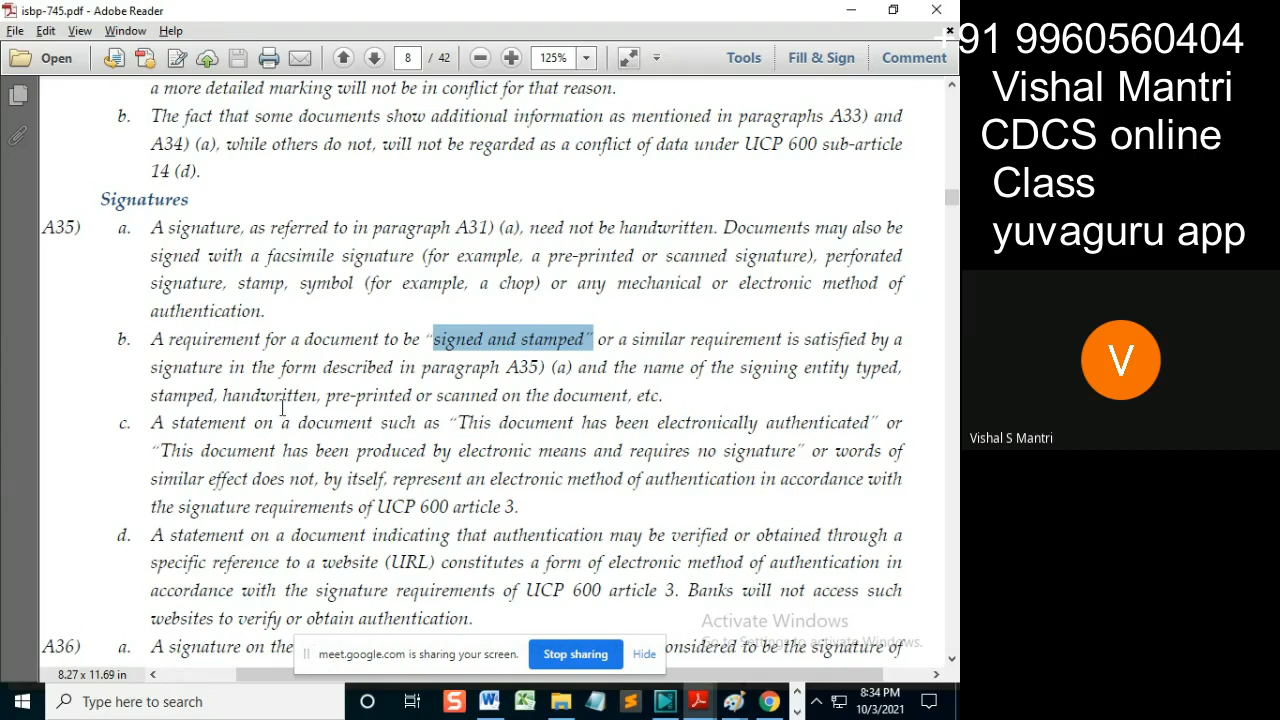 isbp-745.pdf - Adobe Reader
File Edit View Window Help
Open 8 / 42 125% Tools Fill & Sign Comment
a more detailed marking will not be in conflict for that reason.
b. The fact that some documents show additional information as mentioned in paragraphs A33) and
A34) (a), while others do not, will not be regarded as a conflict of data under UCP 600 sub-article
14 (d).
Signatures
A35) a. A signature, as referred to in paragraph A31) (a), need not be handwritten. Documents may also be
signed with a facsimile signature (for example, a pre-printed or scanned signature), perforated
signature, stamp, symbol (for example, a chop) or any mechanical or electronic method of
authentication.
b. A requirement for a document to be “signed and stamped” or a similar requirement is satisfied by a
signature in the form described in paragraph A35) (a) and the name of the signing entity typed,
stamped, handwritten, pre-printed or scanned on the document, etc.
c. A statement on a document such as “This document has been electronically authenticated” or
“This document has been produced by electronic means and requires no signature” or words of
similar effect does not, by itself, represent an electronic method of authentication in accordance with
the signature requirements of UCP 600 article 3.
d. A statement on a document indicating that authentication may be verified or obtained through a
specific reference to a website (URL) constitutes a form of electronic method of authentication in
accordance with the signature requirements of UCP 600 article 3. Banks will not access such
websites to verify or obtain authentication.
A36) a. A signature on the considered to be the signature of
Activate Windows
Go to Settings to activate Windows.
meet.google.com is sharing your screen. Stop sharing Hide
8.27 x 11.69 in
Type here to search
8:34 PM
10/3/2021
+91 9960560404
Vishal Mantri
CDCS online
Class
yuvaguru app
V
Vishal S Mantri